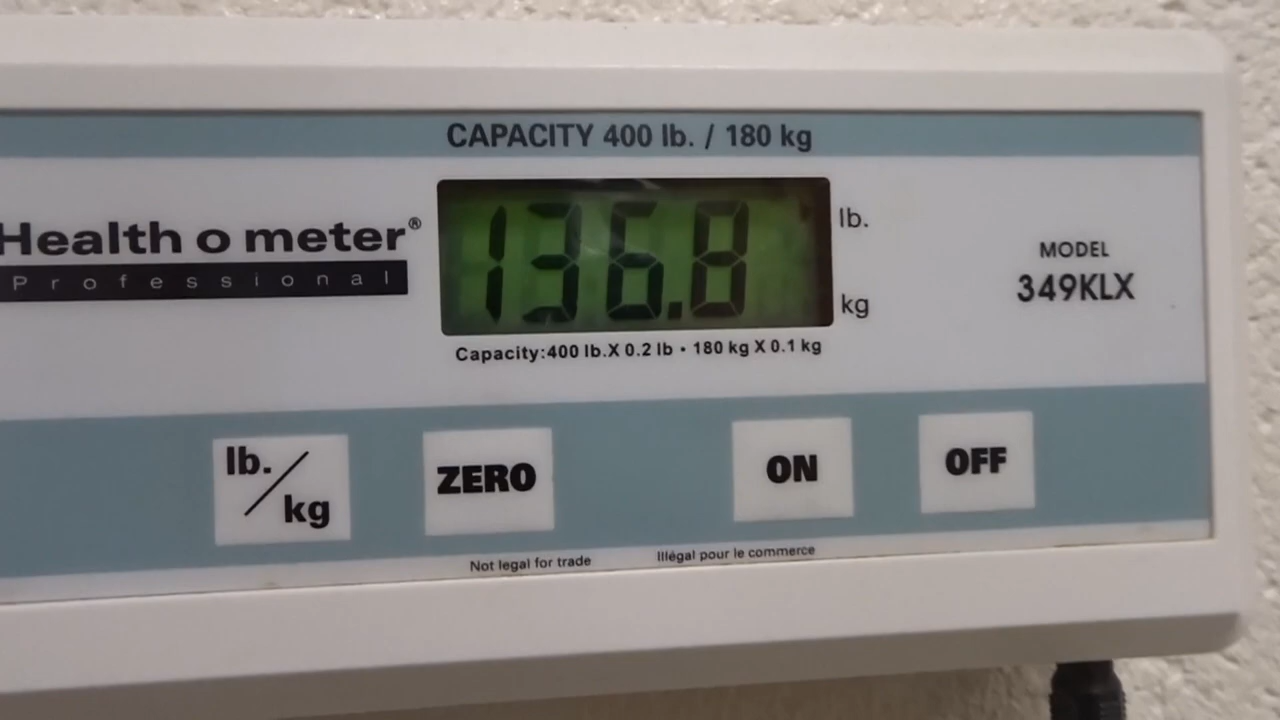 CAPACITY 400 lb. / 180 kg
Health o meter®
Professional
136.8
lb.
kg
MODEL
349KLX
Capacity:400 lb.X 0.2 lb • 180 kg X 0.1 kg
lb./kg
ZERO
ON
OFF
Not legal for trade
Illégal pour le commerce